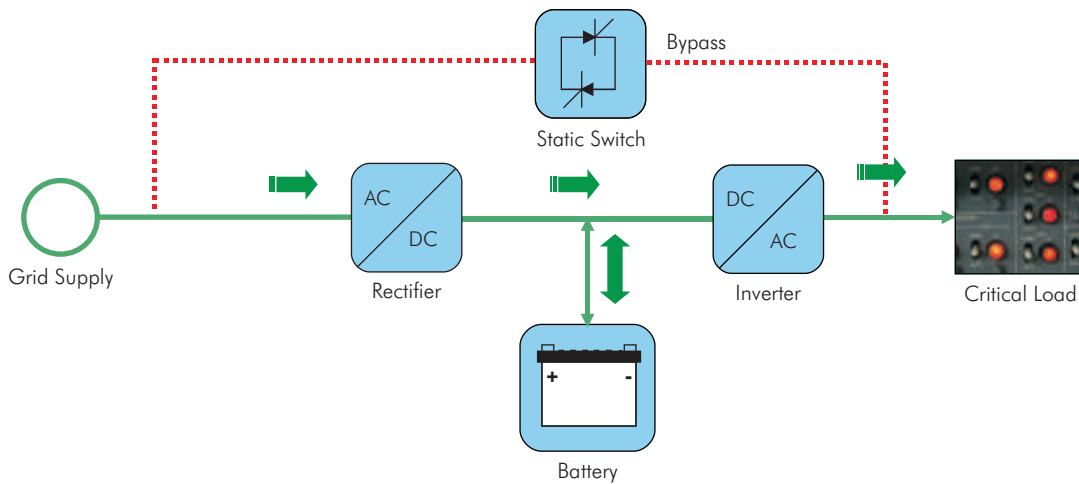 Bypass
Static Switch
AC
DC
DC
AC
Grid Supply
Rectifier
Inverter
Critical Load
+ -
Battery